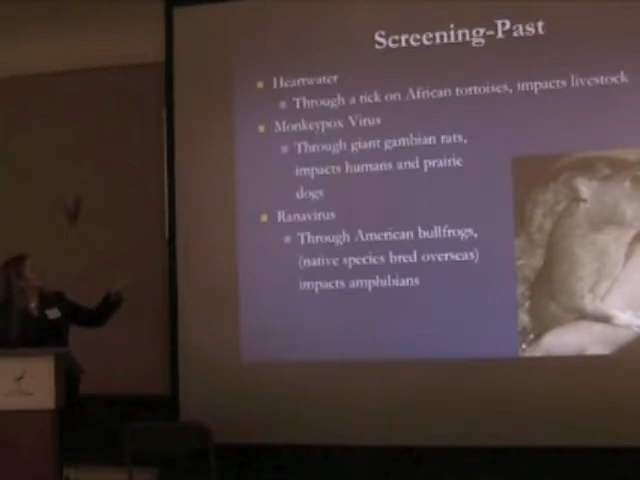 Screening-Past
Heartwater
Through a tick on African tortoises, impacts livestock
Monkeypox Virus
Through giant gambian rats,
impacts humans and prairie
dogs
Ranavirus
Through American bullfrogs,
(native species bred overseas)
impacts amphibians